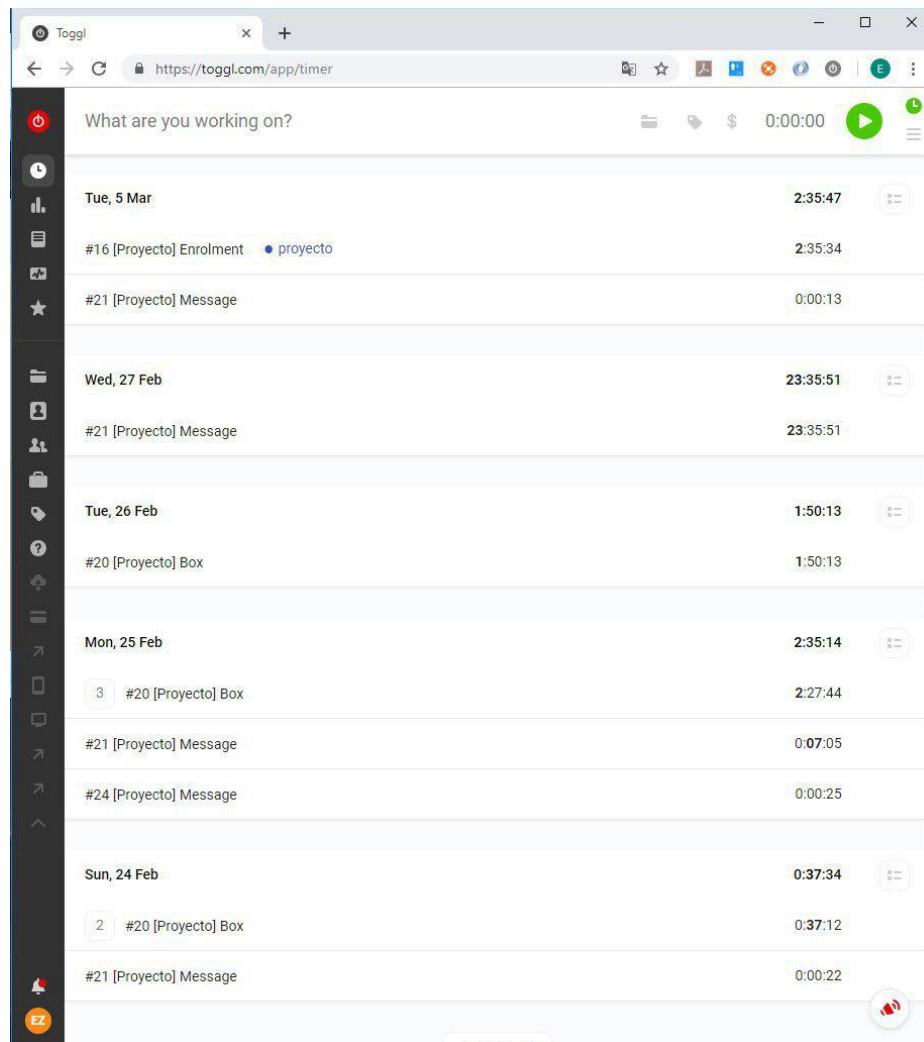 Toggl
https://toggl.com/app/timer
E
What are you working on? $ 0:00:00
Tue, 5 Mar 2:35:47
#16 [Proyecto] Enrolment proyecto 2:35:34
#21 [Proyecto] Message 0:00:13
Wed, 27 Feb 23:35:51
#21 [Proyecto] Message 23:35:51
Tue, 26 Feb 1:50:13
#20 [Proyecto] Box 1:50:13
Mon, 25 Feb 2:35:14
3 #20 [Proyecto] Box 2:27:44
#21 [Proyecto] Message 0:07:05
#24 [Proyecto] Message 0:00:25
Sun, 24 Feb 0:37:34
2 #20 [Proyecto] Box 0:37:12
#21 [Proyecto] Message 0:00:22
EZ